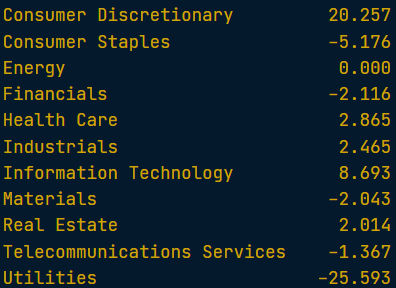 Consumer Discretionary 20.257
Consumer Staples -5.176
Energy 0.000
Financials -2.116
Health Care 2.865
Industrials 2.465
Information Technology 8.693
Materials -2.043
Real Estate 2.014
Telecommunications Services -1.367
Utilities -25.593